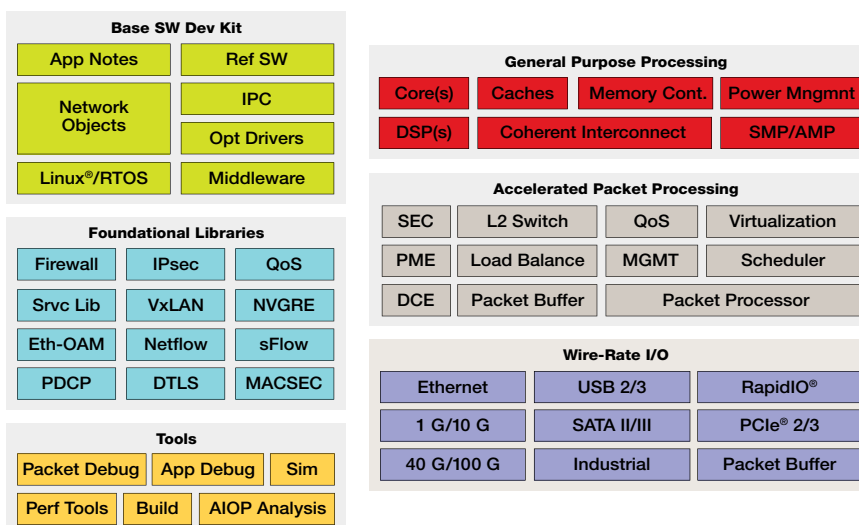 Base SW Dev Kit
App Notes
Ref SW
Network
Objects
IPC
Opt Drivers
Linux®/RTOS
Middleware
Foundational Libraries
Firewall
IPsec
QoS
Srvc Lib
VxLAN
NVGRE
Eth-OAM
Netflow
sFlow
PDCP
DTLS
MACSEC
Tools
Packet Debug
App Debug
Sim
Perf Tools
Build
AIOP Analysis
General Purpose Processing
Core(s)
Caches
Memory Cont.
Power Mngmnt
DSP(s)
Coherent Interconnect
SMP/AMP
Accelerated Packet Processing
SEC
L2 Switch
QoS
Virtualization
PME
Load Balance
MGMT
Scheduler
DCE
Packet Buffer
Packet Processor
Wire-Rate I/O
Ethernet
USB 2/3
RapidIO®
1 G/10 G
SATA II/III
PCIe® 2/3
40 G/100 G
Industrial
Packet Buffer